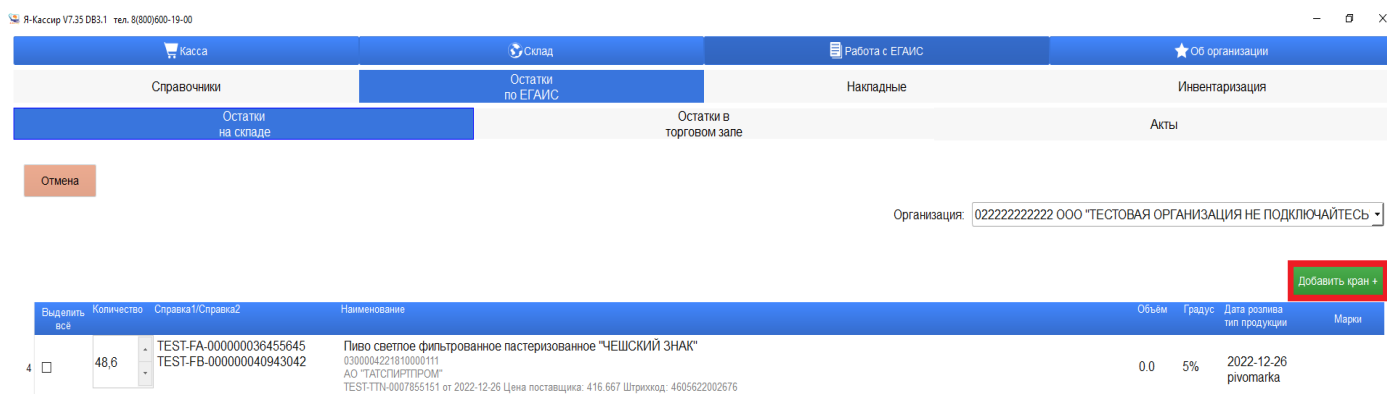 Я-Кассир V7.35 DB3.1 тел. 8(800)600-19-00
Касса
Склад
Работа с ЕГАИС
Об организации
Справочники
Остатки
по ЕГАИС
Накладные
Инвентаризация
Остатки
на складе
Остатки в
торговом зале
Акты
Отмена
Организация:
022222222222 ООО "ТЕСТОВАЯ ОРГАНИЗАЦИЯ НЕ ПОДКЛЮЧАЙТЕСЬ
Добавить кран +
Выделить
всё
Количество
Справка1/Справка2
Наименование
Объём
Градус
Дата розлива
тип продукции
Марки
4
48,6
TEST-FA-000000036455645
TEST-FB-000000040943042
Пиво светлое фильтрованное пастеризованное "ЧЕШСКИЙ ЗНАК"
0300004221810000111
АО "ТАТСПИРТПРОМ"
TEST-TTN-0007855151 от 2022-12-26 Цена поставщика: 416.667 Штрихкод: 4605622002676
0.0
5%
2022-12-26
pivomarka